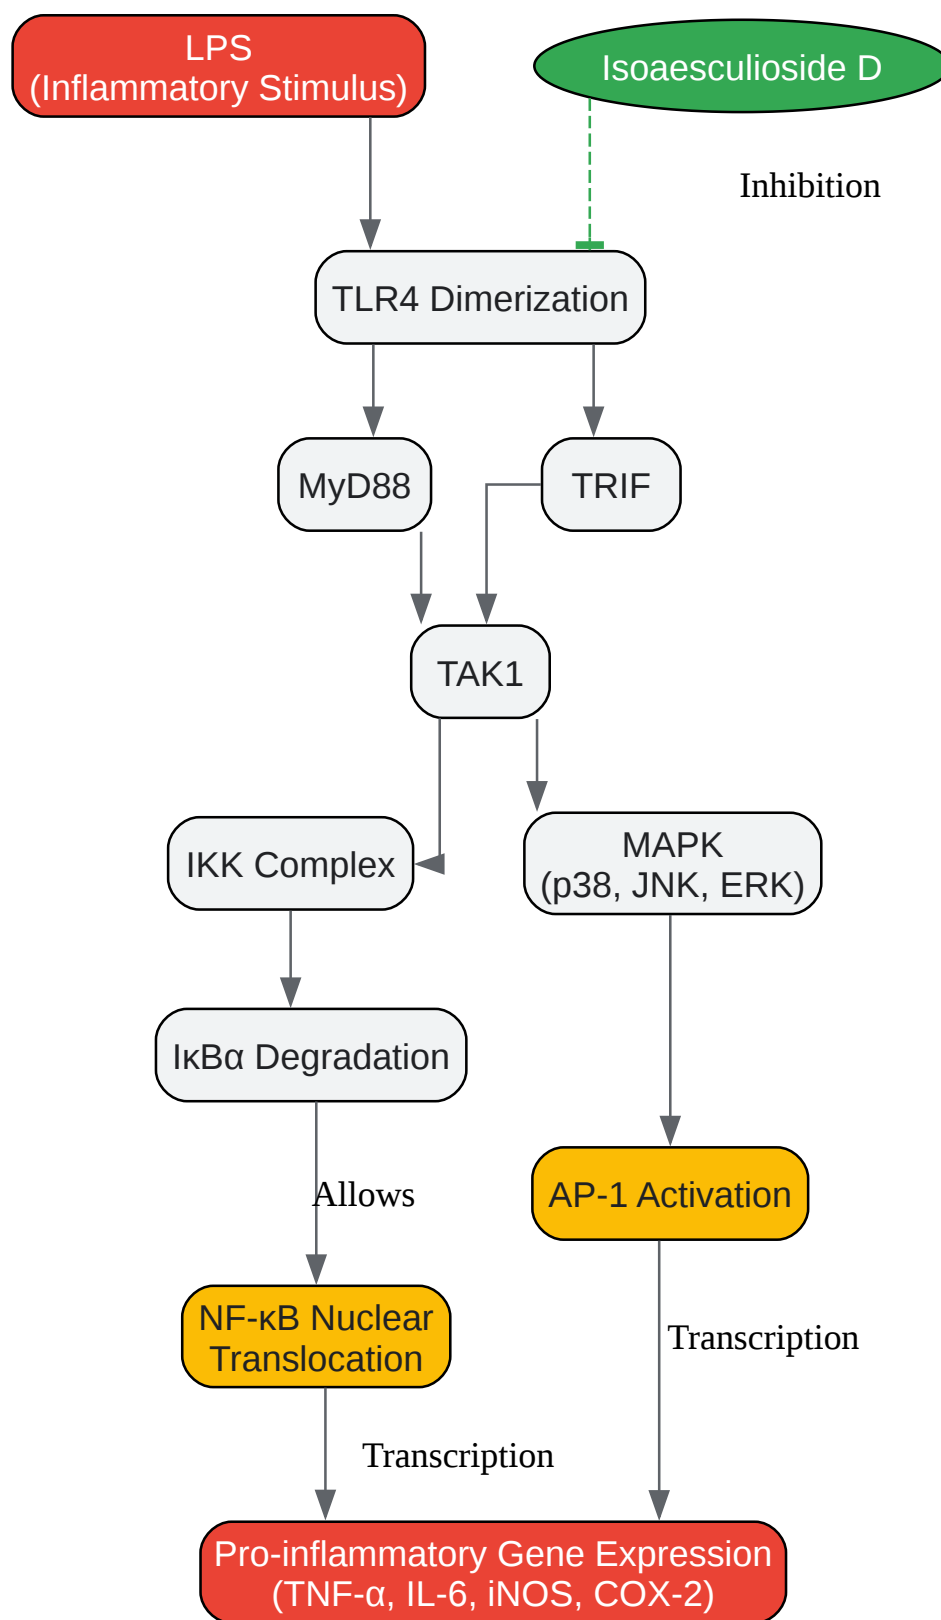 LPS
(Inflammatory Stimulus)
Isoaesculioside D
Inhibition
TLR4 Dimerization
MyD88
TRIF
TAK1
IKK Complex
MAPK
(p38, JNK, ERK)
IκBα Degradation
Allows
AP-1 Activation
NF-κB Nuclear
Translocation
Transcription
Transcription
Pro-inflammatory Gene Expression
(TNF-α, IL-6, iNOS, COX-2)